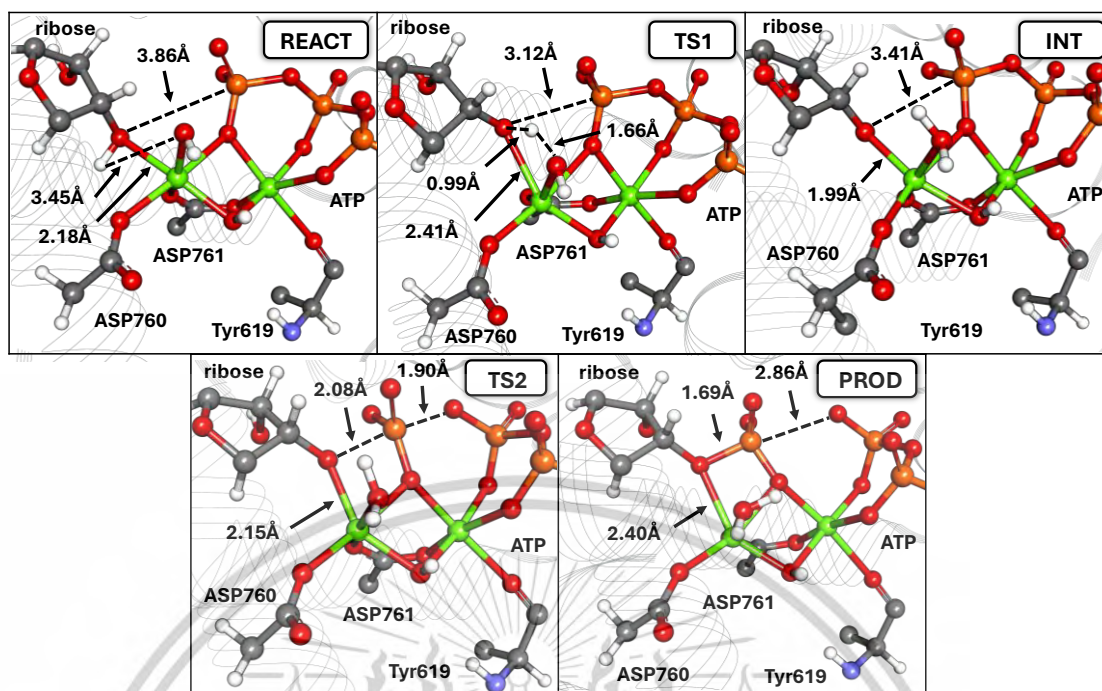 ribose
REACT
3.86Å
3.45Å
2.18Å
ASP761
ATP
ASP760
Tyr619
ribose
TS1
3.12Å
1.66Å
0.99Å
2.41Å
ASP761
ATP
ASP760
Tyr619
ribose
INT
3.41Å
1.99Å
ATP
ASP760
ASP761
Tyr619
ribose
TS2
2.08Å
1.90Å
2.15Å
ATP
ASP760
ASP761
Tyr619
ribose
PROD
1.69Å
2.86Å
2.40Å
ATP
ASP761
ASP760
Tyr619